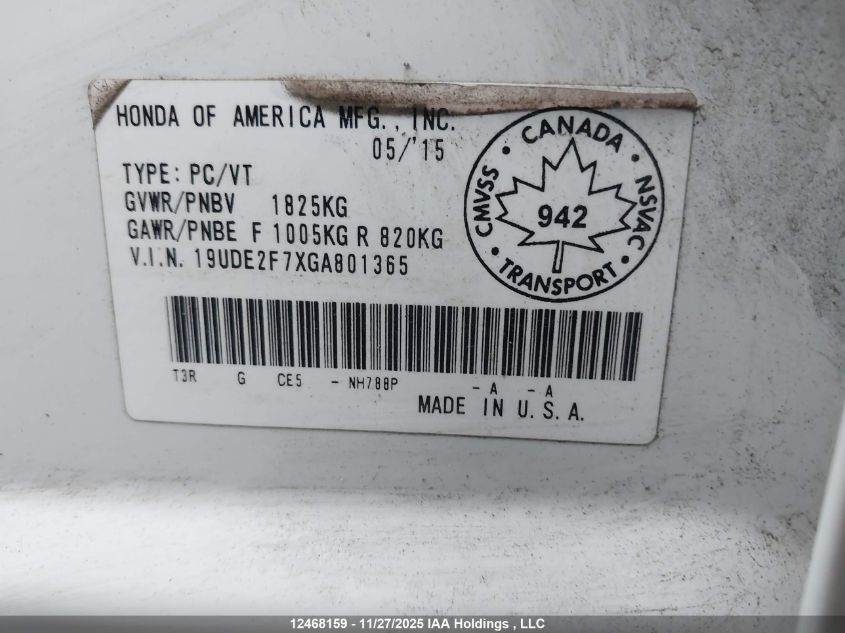 HONDA OF AMERICA MFG., INC.
05/'15
TYPE: PC/VT
GVWR/PNBV 1825KG
GAWR/PNBE F 1005KG R 820KG
V.I.N. 19UDE2F7XGA801365
CANADA
CMVSS
NSVAC
942
TRANSPORT
T3R G CE5 - NH788P - A - A
MADE IN U.S.A.
12468159 - 11/27/2025 IAA Holdings , LLC